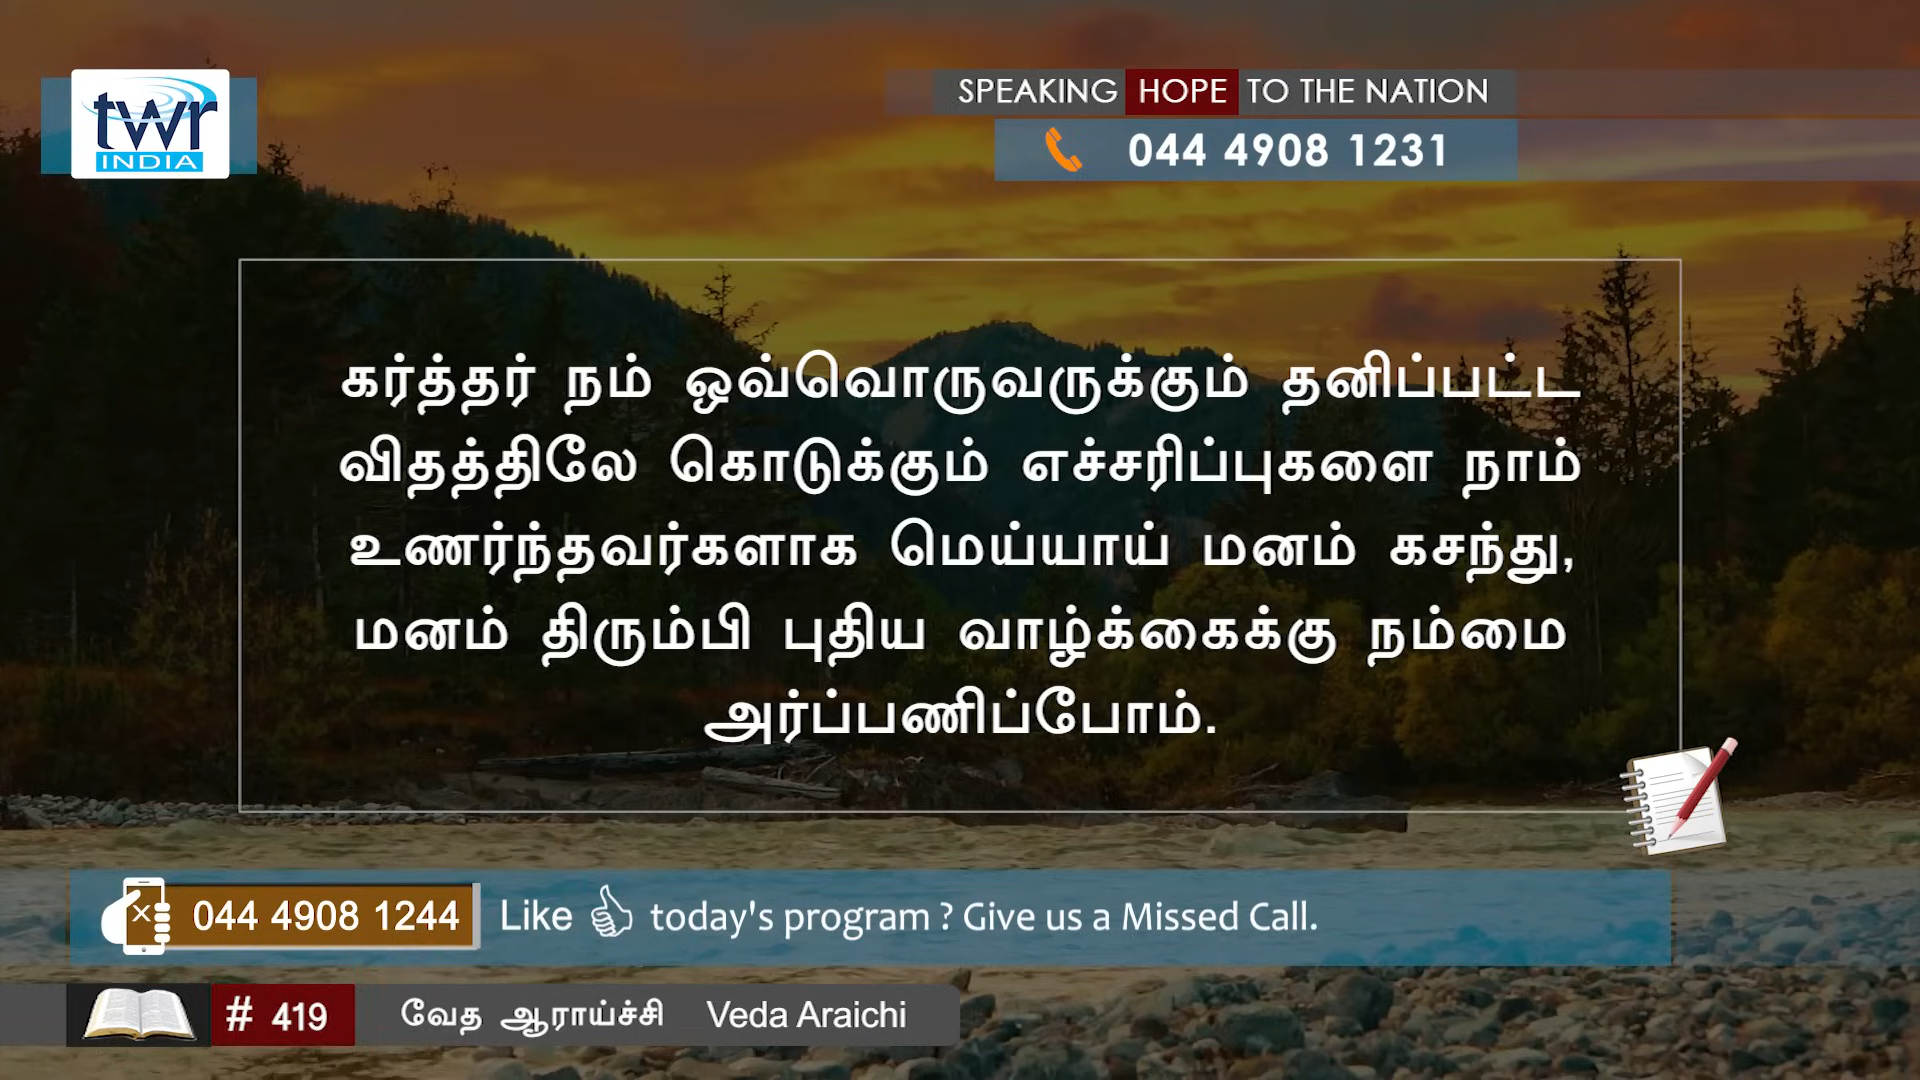 twr
INDIA
SPEAKING HOPE TO THE NATION
044 4908 1231
கர்த்தர் நம் ஒவ்வொருவருக்கும் தனிப்பட்ட
விதத்திலே கொடுக்கும் எச்சரிப்புகளை நாம்
உணர்ந்தவர்களாக மெய்யாய் மனம் கசந்து,
மனம் திரும்பி புதிய வாழ்க்கைக்கு நம்மை
அர்ப்பணிப்போம்.
044 4908 1244 Like today's program ? Give us a Missed Call.
# 419 வேத ஆராய்ச்சி Veda Araichi